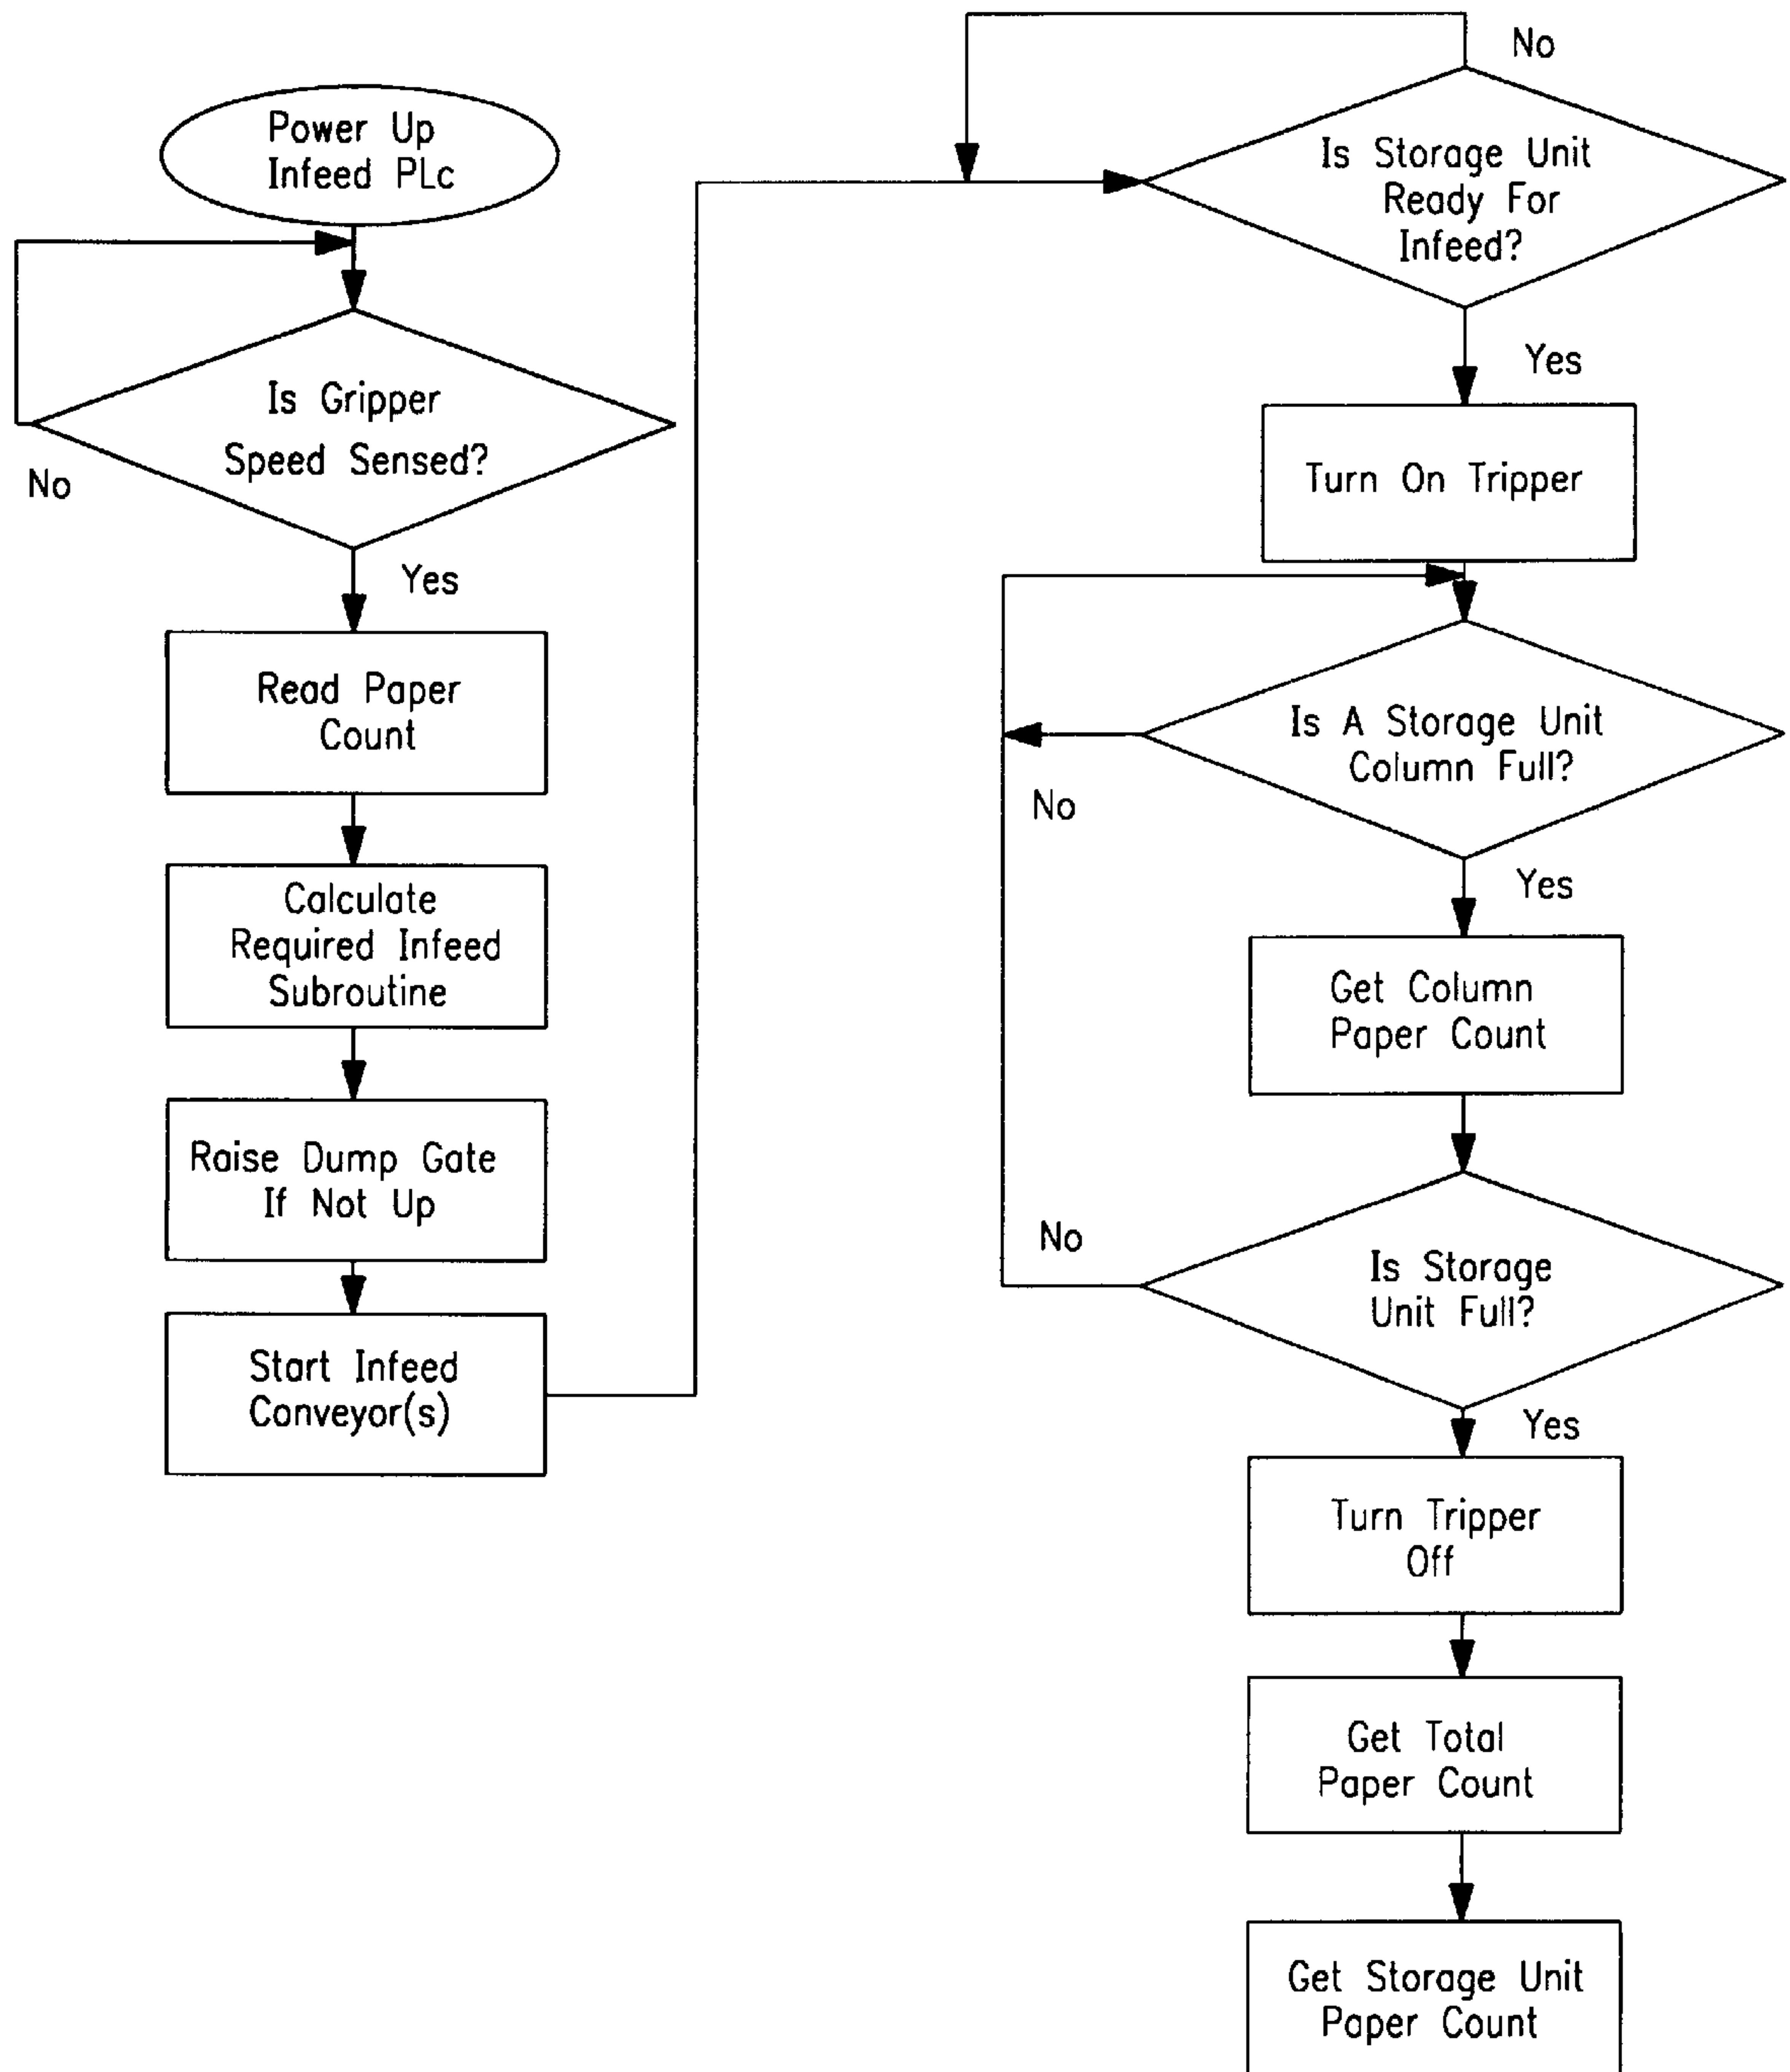 Power Up
Infeed PLc
Is Gripper
Speed Sensed?
No
Yes
Read Paper
Count
Calculate
Required Infeed
Subroutine
Raise Dump Gate
If Not Up
Start Infeed
Conveyor(s)
No
Is Storage Unit
Ready For
Infeed?
Yes
Turn On Tripper
Is A Storage Unit
Column Full?
No
Yes
Get Column
Paper Count
No
Is Storage
Unit Full?
Yes
Turn Tripper
Off
Get Total
Paper Count
Get Storage Unit
Paper Count